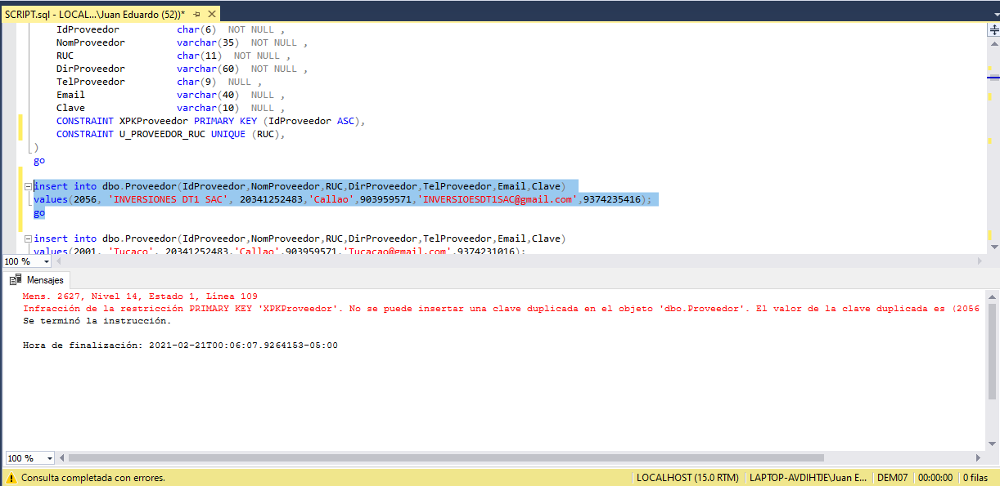 SCRIPT.sql - LOCAL...\Juan Eduardo (52))*
IdProveedor char(6) NOT NULL ,
NomProveedor varchar(35) NOT NULL ,
RUC char(11) NOT NULL ,
DirProveedor varchar(60) NOT NULL ,
TelProveedor char(9) NULL ,
Email varchar(40) NULL ,
Clave varchar(10) NULL ,
CONSTRAINT XPKProveedor PRIMARY KEY (IdProveedor ASC),
CONSTRAINT U_PROVEEDOR_RUC UNIQUE (RUC),
)
go
insert into dbo.Proveedor(IdProveedor,NomProveedor,RUC,DirProveedor,TelProveedor,Email,Clave)
values(2056, 'INVERSIONES DT1 SAC', 20341252483,'Callao',903959571,'INVERSIOESDT1SAC@gmail.com',9374235416);
go
insert into dbo.Proveedor(IdProveedor,NomProveedor,RUC,DirProveedor,TelProveedor,Email,Clave)
values(2001, 'Tucaco', 20341252483,'Callao',903959571,'Tucacao@gmail.com',9374231016);
100 %
Mensajes
Mens. 2627, Nivel 14, Estado 1, Línea 109
Infracción de la restricción PRIMARY KEY 'XPKProveedor'. No se puede insertar una clave duplicada en el objeto 'dbo.Proveedor'. El valor de la clave duplicada es (2056
Se terminó la instrucción.
Hora de finalización: 2021-02-21T00:06:07.9264153-05:00
100 %
Consulta completada con errores. LOCALHOST (15.0 RTM) LAPTOP-AVDIHTJE\Juan E... DEM07 00:00:00 0 filas